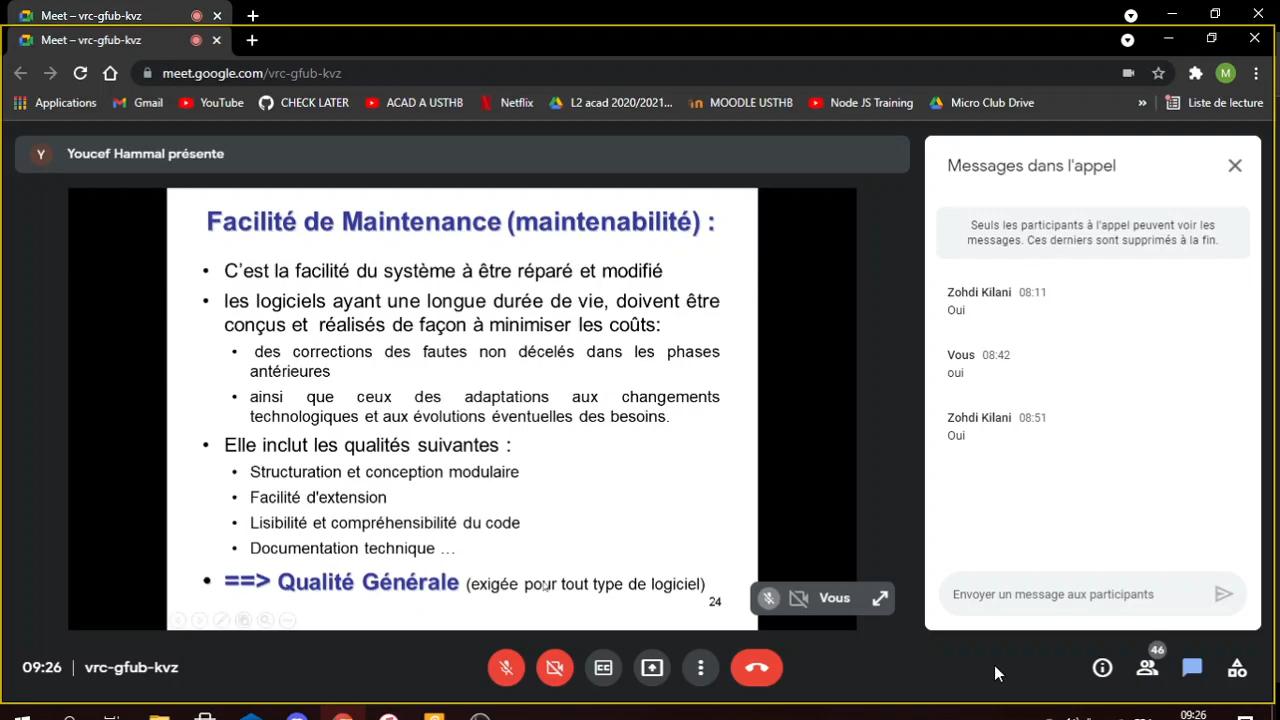 Meet – vrc-gfub-kvz
Meet – vrc-gfub-kvz
meet.google.com/vrc-gfub-kvz
M
Applications Gmail YouTube CHECK LATER ACAD A USTHB Netflix L2 acad 2020/2021... MOODLE USTHB Node JS Training Micro Club Drive » Liste de lecture
Y Youcef Hammal présente
Facilité de Maintenance (maintenabilité) :
• C'est la facilité du système à être réparé et modifié
• les logiciels ayant une longue durée de vie, doivent être
conçus et réalisés de façon à minimiser les coûts:
• des corrections des fautes non décelés dans les phases
antérieures
• ainsi que ceux des adaptations aux changements
technologiques et aux évolutions éventuelles des besoins.
• Elle inclut les qualités suivantes :
• Structuration et conception modulaire
• Facilité d'extension
• Lisibilité et compréhensibilité du code
• Documentation technique …
• ==> Qualité Générale (exigée pour tout type de logiciel)
24
Vous
Messages dans l'appel
Seuls les participants à l'appel peuvent voir les
messages. Ces derniers sont supprimés à la fin.
Zohdi Kilani 08:11
Oui
Vous 08:42
oui
Zohdi Kilani 08:51
Oui
Envoyer un message aux participants
09:26 | vrc-gfub-kvz
46
09:26